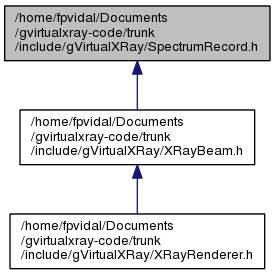 /home/fpvidal/Documents
/gvirtualxray-code/trunk
/include/gVirtualXRay/SpectrumRecord.h
/home/fpvidal/Documents
/gvirtualxray-code/trunk
/include/gVirtualXRay/XRayBeam.h
/home/fpvidal/Documents
/gvirtualxray-code/trunk
/include/gVirtualXRay/XRayRenderer.h